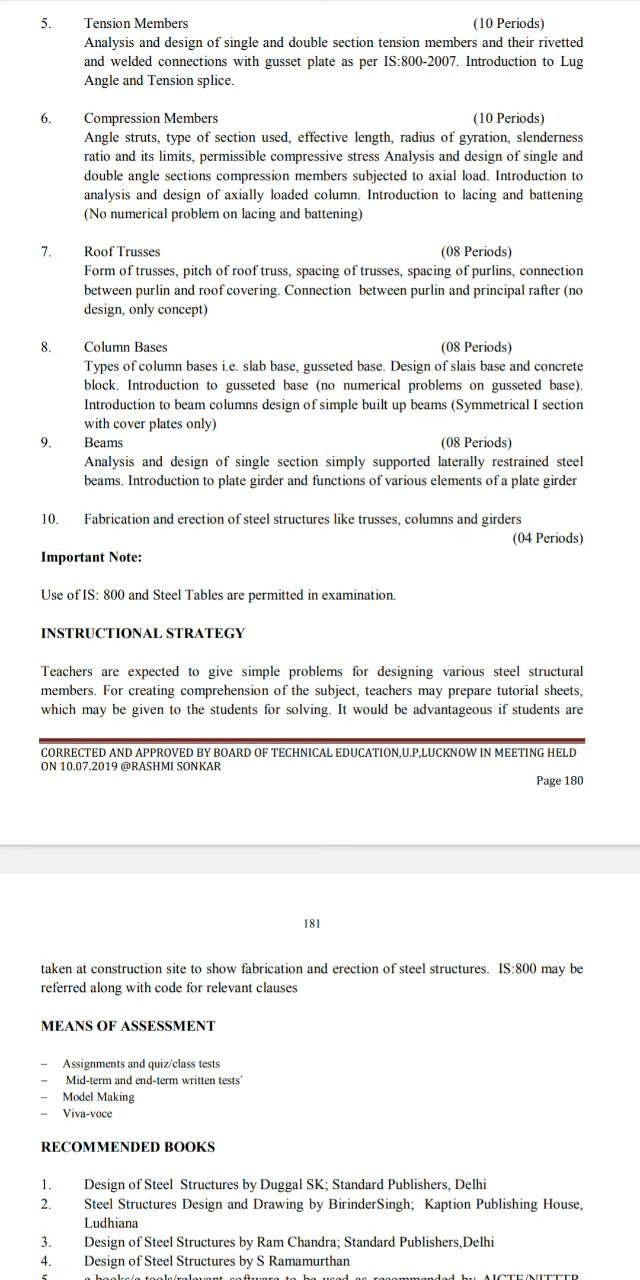 5. Tension Members (10 Periods)
Analysis and design of single and double section tension members and their rivetted
and welded connections with gusset plate as per IS:800-2007. Introduction to Lug
Angle and Tension splice.
6. Compression Members (10 Periods)
Angle struts, type of section used, effective length, radius of gyration, slenderness
ratio and its limits, permissible compressive stress Analysis and design of single and
double angle sections compression members subjected to axial load. Introduction to
analysis and design of axially loaded column. Introduction to lacing and battening
(No numerical problem on lacing and battening)
7. Roof Trusses (08 Periods)
Form of trusses, pitch of roof truss, spacing of trusses, spacing of purlins, connection
between purlin and roof covering. Connection between purlin and principal rafter (no
design, only concept)
8. Column Bases (08 Periods)
Types of column bases i.e. slab base, gusseted base. Design of slais base and concrete
block. Introduction to gusseted base (no numerical problems on gusseted base).
Introduction to beam columns design of simple built up beams (Symmetrical I section
with cover plates only)
9. Beams (08 Periods)
Analysis and design of single section simply supported laterally restrained steel
beams. Introduction to plate girder and functions of various elements of a plate girder
10. Fabrication and erection of steel structures like trusses, columns and girders
(04 Periods)
Important Note:
Use of IS: 800 and Steel Tables are permitted in examination.
INSTRUCTIONAL STRATEGY
Teachers are expected to give simple problems for designing various steel structural
members. For creating comprehension of the subject, teachers may prepare tutorial sheets,
which may be given to the students for solving. It would be advantageous if students are
CORRECTED AND APPROVED BY BOARD OF TECHNICAL EDUCATION,U.P,LUCKNOW IN MEETING HELD
ON 10.07.2019 @RASHMI SONKAR
Page 180
181
taken at construction site to show fabrication and erection of steel structures. IS:800 may be
referred along with code for relevant clauses
MEANS OF ASSESSMENT
– Assignments and quiz/class tests
– Mid-term and end-term written tests`
– Model Making
– Viva-voce
RECOMMENDED BOOKS
1. Design of Steel Structures by Duggal SK; Standard Publishers, Delhi
2. Steel Structures Design and Drawing by BirinderSingh; Kaption Publishing House,
Ludhiana
3. Design of Steel Structures by Ram Chandra; Standard Publishers,Delhi
4. Design of Steel Structures by S Ramamurthan
5. e-books/e-tools/relevant software to be used as recommended by AICTE/NITTTR